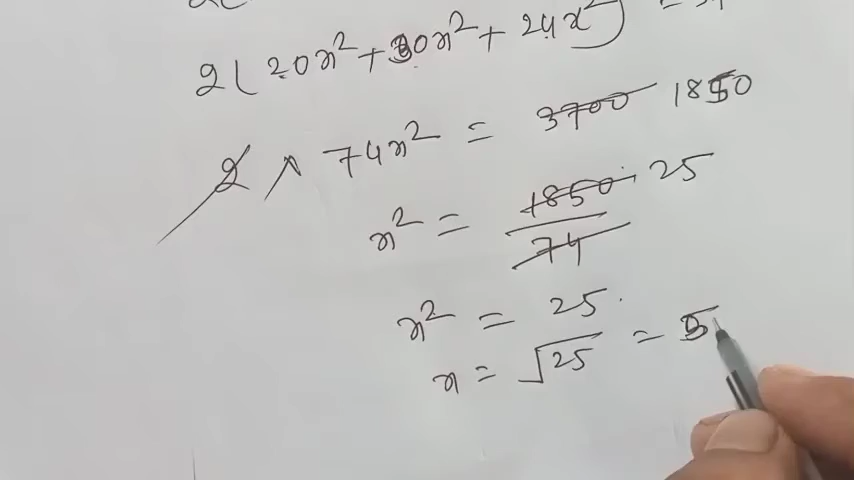 2(20x²+30x²+24x²)
2 × 74x² = 3700 1850
x² = 1850/74 25
x² = 25
x = √25 = 5